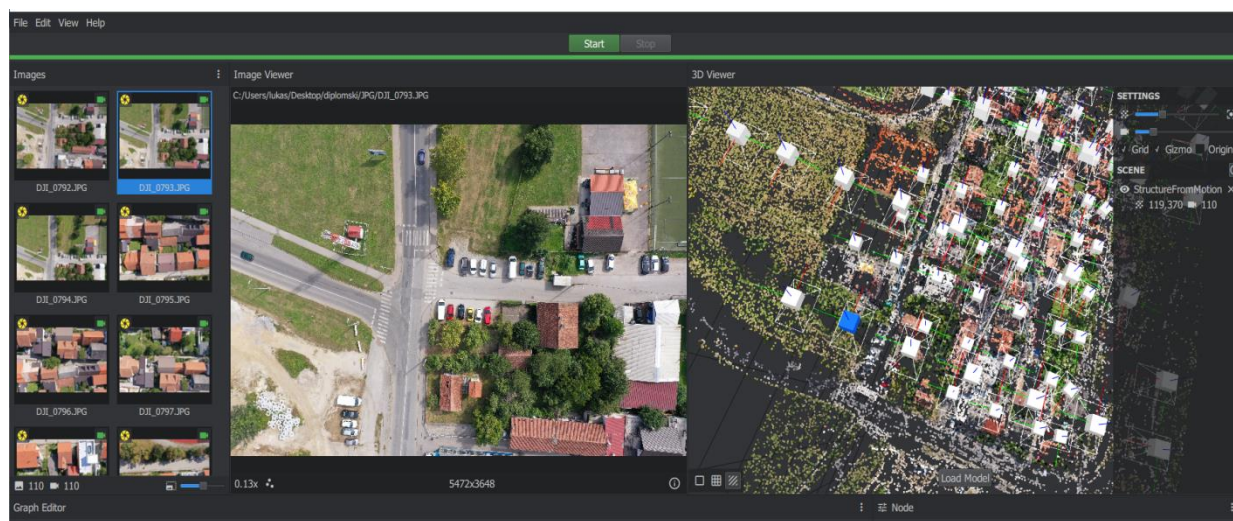 File Edit View Help
Start Stop
Images
Image Viewer
3D Viewer
C:/Users/lukas/Desktop/diplomski/JPG/DJI_0793.JPG
DJI_0792.JPG
DJI_0793.JPG
DJI_0794.JPG
DJI_0795.JPG
DJI_0796.JPG
DJI_0797.JPG
110 110
0.13x
5472x3648
SETTINGS
Grid Gizmo Origin
SCENE
StructureFromMotion
119,370 110
Load Model
Graph Editor
Node